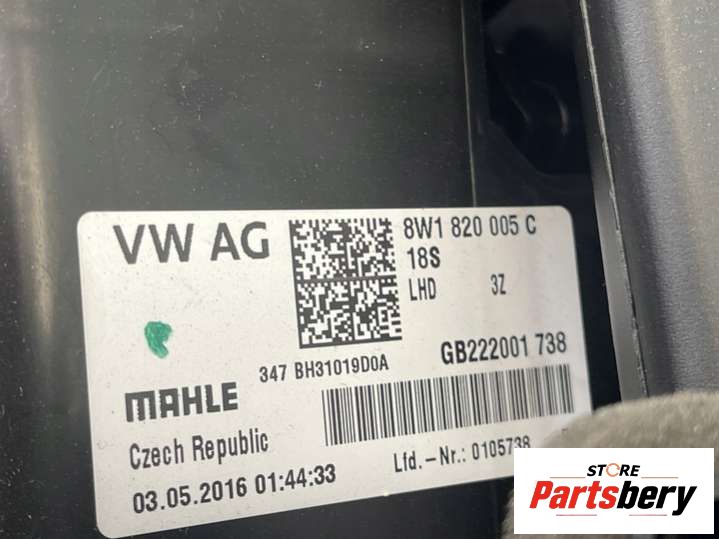 VW AG
8W1 820 005 C
18S
LHD 3Z
347 BH31019D0A
GB222001 738
MAHLE
Czech Republic
Lfd.-Nr.: 0105738
03.05.2016 01:44:33
STORE
Partsbery